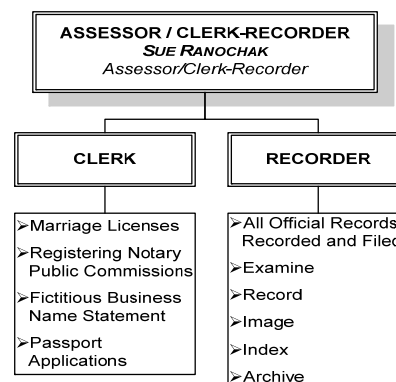 ASSESSOR / CLERK-RECORDER
SUE RANOCHAK
Assessor/Clerk-Recorder
CLERK
➢Marriage Licenses
➢Registering Notary
Public Commissions
➢Fictitious Business
Name Statement
➢Passport
Applications
RECORDER
➢All Official Records
Recorded and Filed
➢Examine
➢Record
➢Image
➢Index
➢Archive